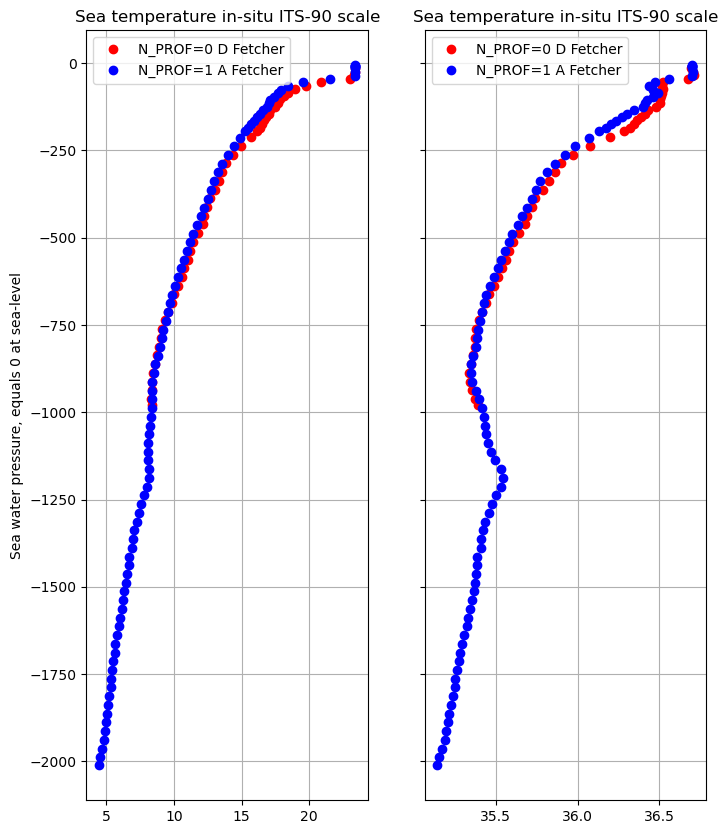 Sea temperature in-situ ITS-90 scale
Sea temperature in-situ ITS-90 scale
N_PROF=0 D Fetcher
N_PROF=1 A Fetcher
N_PROF=0 D Fetcher
N_PROF=1 A Fetcher
Sea water pressure, equals 0 at sea-level
0
−250
−500
−750
−1000
−1250
−1500
−1750
−2000
5 10 15 20
35.5 36.0 36.5